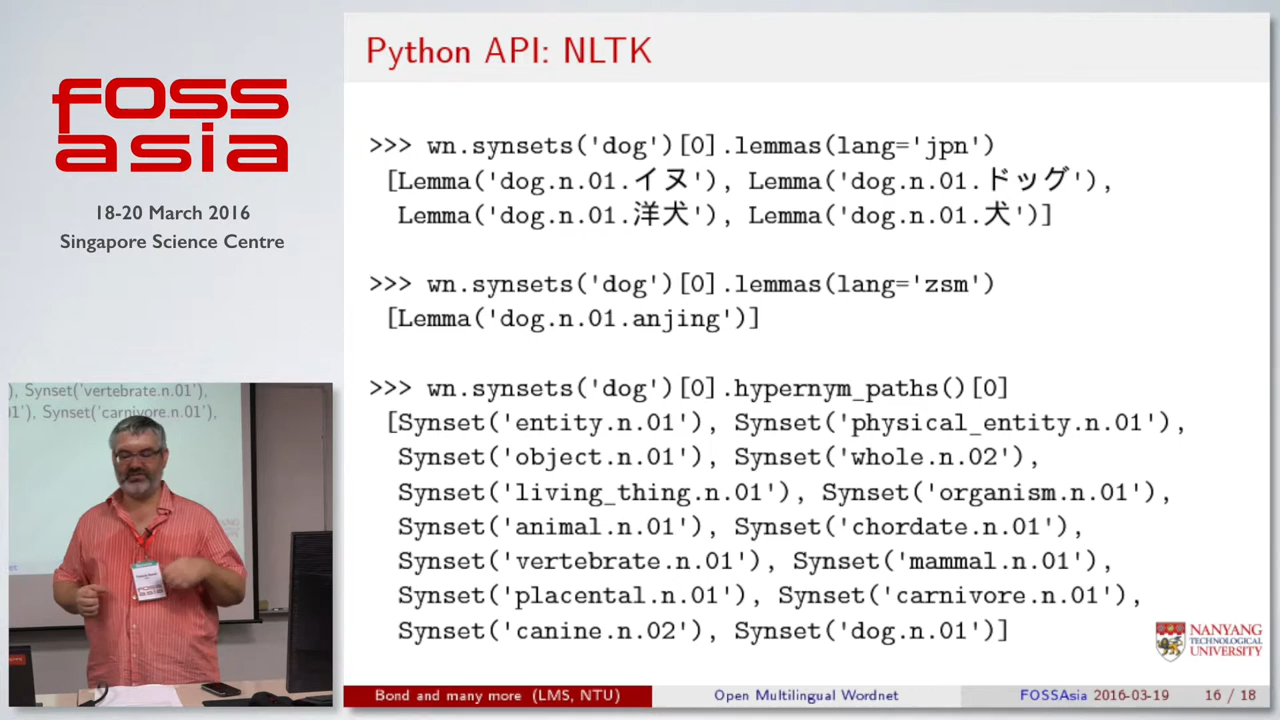 FOSS
asia
18-20 March 2016
Singapore Science Centre
Python API: NLTK
>>> wn.synsets('dog')[0].lemmas(lang='jpn')
[Lemma('dog.n.01.イヌ'), Lemma('dog.n.01.ドッグ'),
Lemma('dog.n.01.洋犬'), Lemma('dog.n.01.犬')]
>>> wn.synsets('dog')[0].lemmas(lang='zsm')
[Lemma('dog.n.01.anjing')]
>>> wn.synsets('dog')[0].hypernym_paths()[0]
[Synset('entity.n.01'), Synset('physical_entity.n.01'),
Synset('object.n.01'), Synset('whole.n.02'),
Synset('living_thing.n.01'), Synset('organism.n.01'),
Synset('animal.n.01'), Synset('chordate.n.01'),
Synset('vertebrate.n.01'), Synset('mammal.n.01'),
Synset('placental.n.01'), Synset('carnivore.n.01'),
Synset('canine.n.02'), Synset('dog.n.01')]
NANYANG
TECHNOLOGICAL
UNIVERSITY
Bond and many more (LMS, NTU) Open Multilingual Wordnet FOSSAsia 2016-03-19 16 / 18
), Synset('vertebrate.n.01'),
01'), Synset('carnivore.n.01'),
FOSS
asia